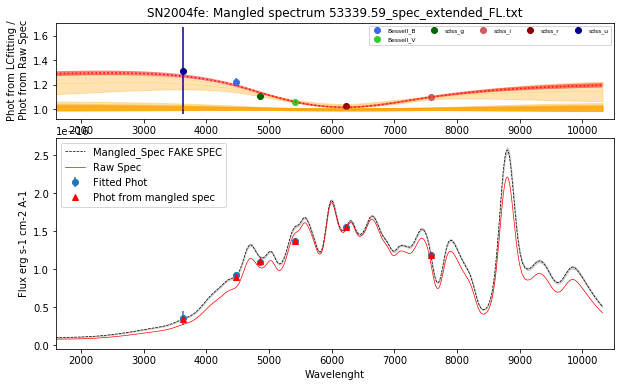 SN2004fe: Mangled spectrum 53339.59_spec_extended_FL.txt
Phot from LCfitting /
Phot from Raw Spec
1.6
1.4
1.2
1.0
Bessell_B
Bessell_V
sdss_g
sdss_i
sdss_r
sdss_u
2000 3000 4000 5000 6000 7000 8000 9000 10000
1e−16
Flux erg s-1 cm-2 A-1
2.5
2.0
1.5
1.0
0.5
0.0
Mangled_Spec FAKE SPEC
Raw Spec
Fitted Phot
Phot from mangled spec
2000 3000 4000 5000 6000 7000 8000 9000 10000
Wavelenght